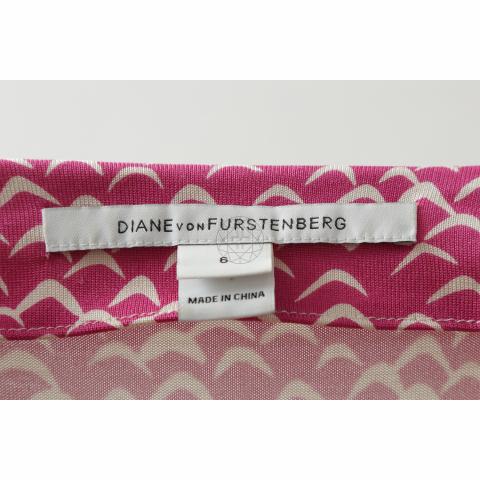 DIANE VON FURSTENBERG
6
MADE IN CHINA